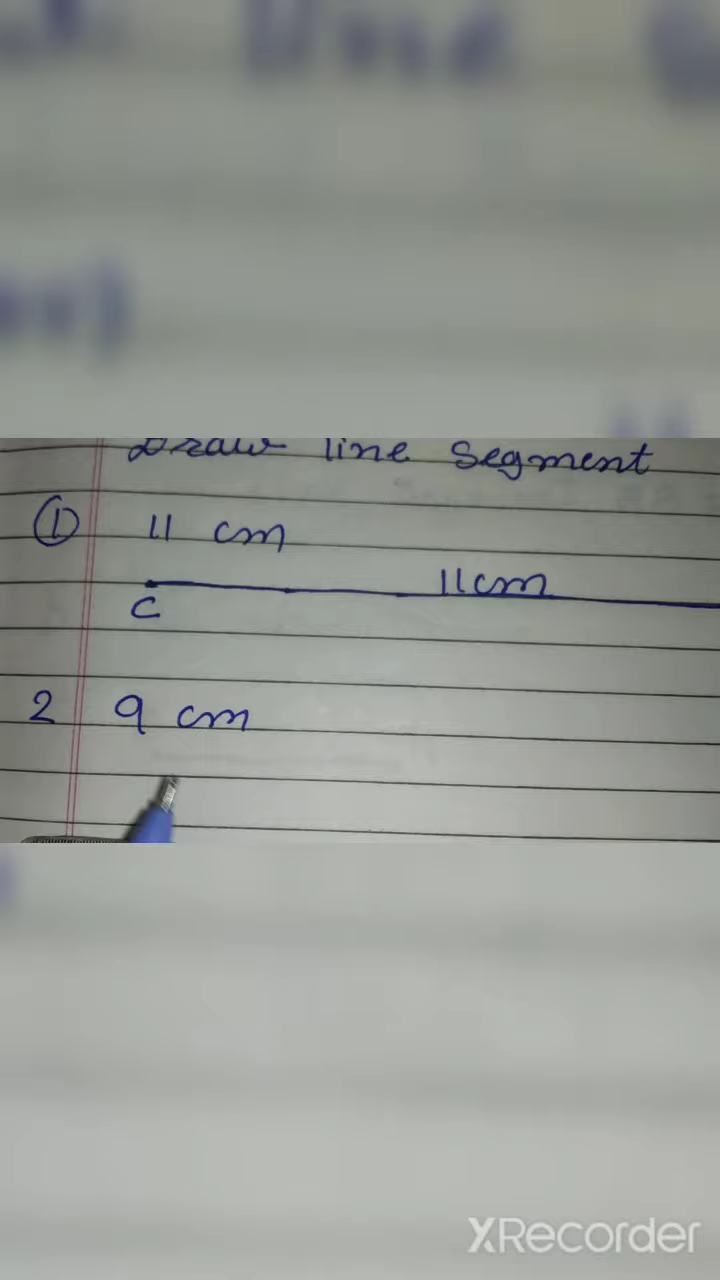 Draw line segment
① 11 cm
11cm
C
2 9 cm
XRecorder